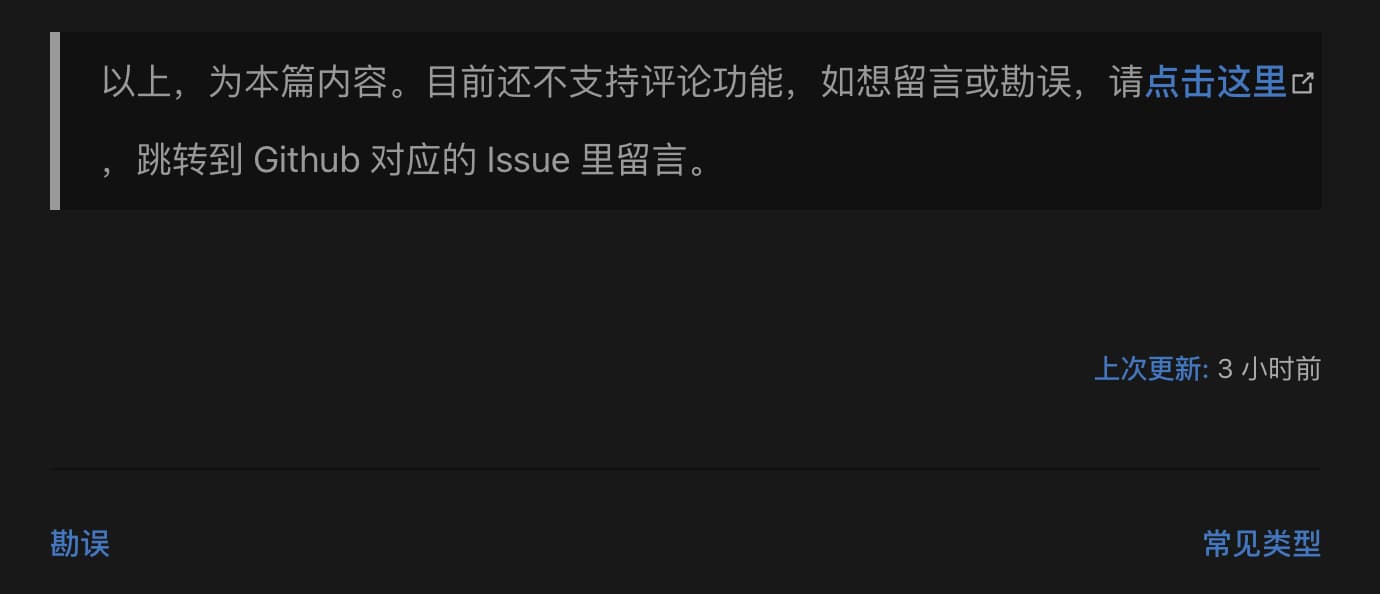 以上，为本篇内容。目前还不支持评论功能，如想留言或勘误，请点击这里
，跳转到 Github 对应的 Issue 里留言。
上次更新: 3 小时前
勘误
常见类型